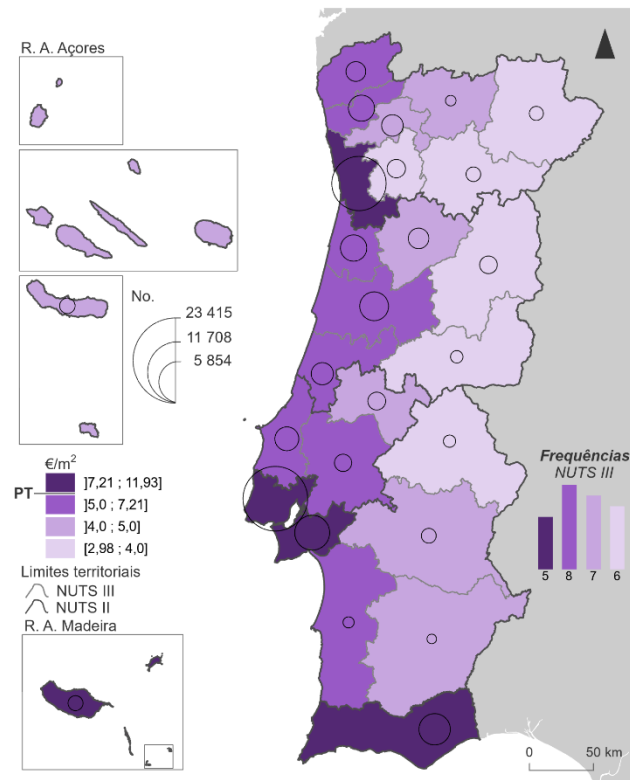 R. A. Açores
No.
23 415
11 708
5 854
€/m²
PT
]7,21 ; 11,93]
]5,0 ; 7,21]
]4,0 ; 5,0]
[2,98 ; 4,0]
Limites territoriais
NUTS III
NUTS II
R. A. Madeira
Frequências
NUTS III
5 8 7 6
0 50 km